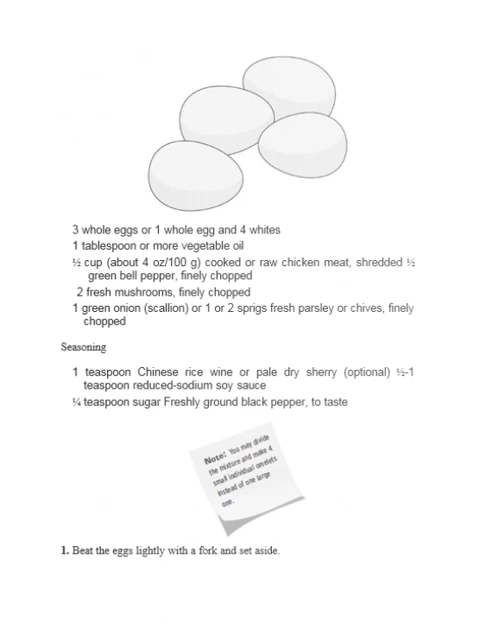 3 whole eggs or 1 whole egg and 4 whites
1 tablespoon or more vegetable oil
½ cup (about 4 oz/100 g) cooked or raw chicken meat, shredded ½
green bell pepper, finely chopped
2 fresh mushrooms, finely chopped
1 green onion (scallion) or 1 or 2 sprigs fresh parsley or chives, finely
chopped
Seasoning
1 teaspoon Chinese rice wine or pale dry sherry (optional) ½-1
teaspoon reduced-sodium soy sauce
¼ teaspoon sugar Freshly ground black pepper, to taste
Note: You may divide
the mixture and make 4
small individual omelets
instead of one large
one.
1. Beat the eggs lightly with a fork and set aside.